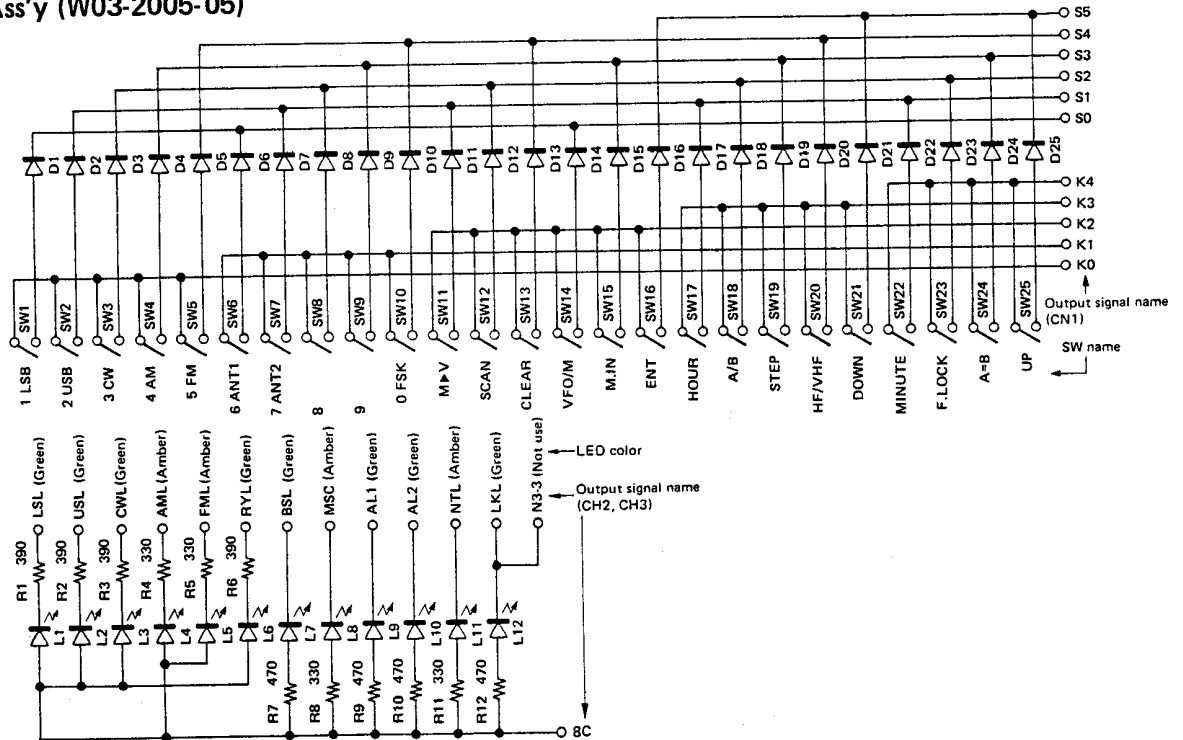 Ass'y (W03-2005-05)
S5
S4
S3
S2
S1
S0
D1 D2 D3 D4 D5 D6 D7 D8 D9 D10 D11 D12 D13 D14 D15 D16 D17 D18 D19 D20 D21 D22 D23 D24 D25
K4
K3
K2
K1
K0
SW1 SW2 SW3 SW4 SW5 SW6 SW7 SW8 SW9 SW10 SW11 SW12 SW13 SW14 SW15 SW16 SW17 SW18 SW19 SW20 SW21 SW22 SW23 SW24 SW25
Output signal name
(CN1)
SW name
1 LSB
2 USB
3 CW
4 AM
5 FM
6 ANT1
7 ANT2
8
9
0 FSK
M▶V
SCAN
CLEAR
VFO/M
M.IN
ENT
HOUR
A/B
STEP
HF/VHF
DOWN
MINUTE
F.LOCK
A=B
UP
LSL (Green)
USL (Green)
CWL(Green)
AML(Amber)
FML(Amber)
RYL(Green)
BSL (Green)
MSC (Amber)
AL1 (Green)
AL2 (Green)
NTL (Amber)
LKL (Green)
N3-3 (Not use)
LED color
Output signal name
(CH2, CH3)
R1 390
R2 390
R3 390
R4 330
R5 330
R6 390
L1 L2 L3 L4 L5 L6 L7 L8 L9 L10 L11 L12
R7 470
R8 330
R9 470
R10 470
R11 330
R12 470
8C